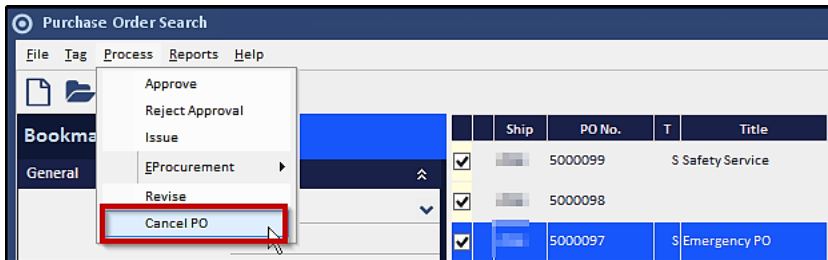 Purchase Order Search
File Tag Process Reports Help
Approve
Reject Approval
Issue
EProcurement
Revise
Cancel PO
Bookma
General
Ship PO No. T Title
5000099 S Safety Service
5000098
5000097 S Emergency PO